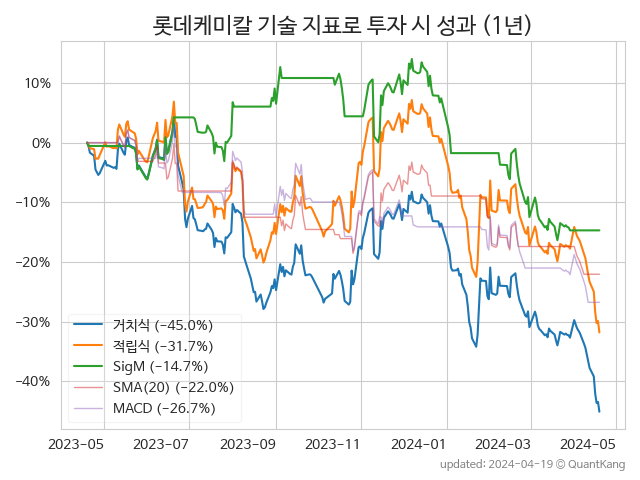 롯데케미칼 기술 지표로 투자 시 성과 (1년)
10%
0%
−10%
−20%
−30%
−40%
거치식 (−45.0%)
적립식 (−31.7%)
SigM (−14.7%)
SMA(20) (−22.0%)
MACD (−26.7%)
2023-05 2023-07 2023-09 2023-11 2024-01 2024-03 2024-05
updated: 2024-04-19 © QuantKang